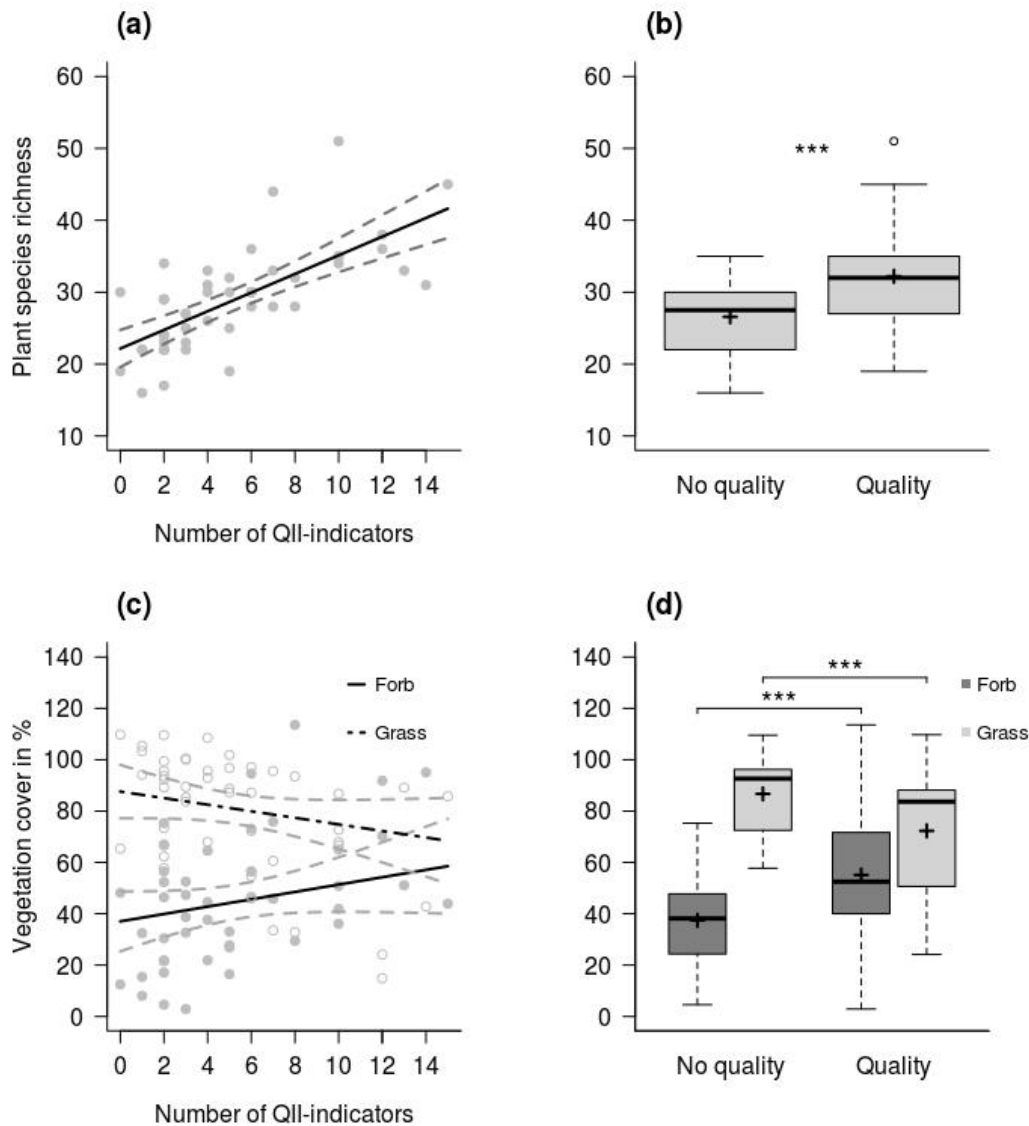 (a)
60
50
40
30
20
10
Plant species richness
0 2 4 6 8 10 12 14
Number of QII-indicators
(b)
60
50
40
30
20
10
***
No quality Quality
(c)
140
120
100
80
60
40
20
0
Vegetation cover in %
Forb
Grass
0 2 4 6 8 10 12 14
Number of QII-indicators
(d)
140
120
100
80
60
40
20
0
***
***
Forb
Grass
No quality Quality